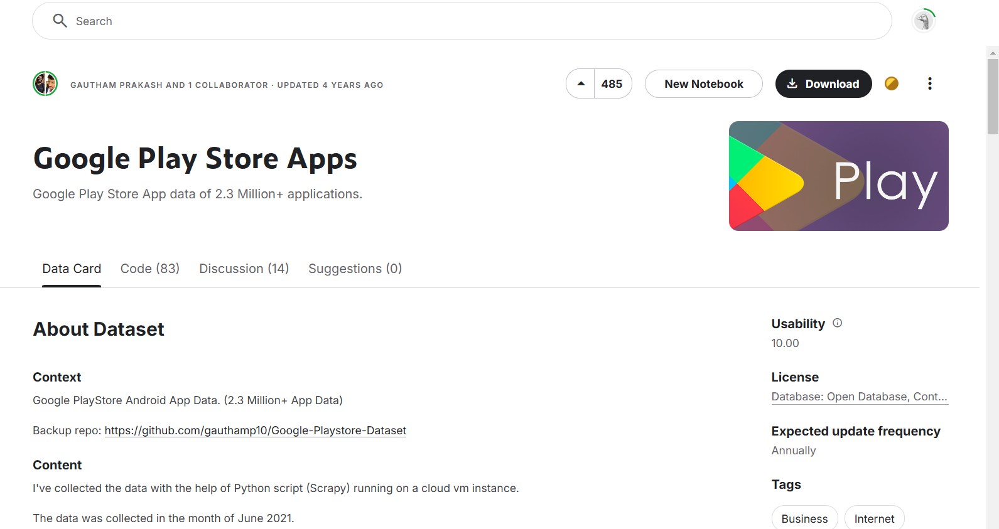 Search
GAUTHAM PRAKASH AND 1 COLLABORATOR · UPDATED 4 YEARS AGO
485
New Notebook
Download
Google Play Store Apps
Google Play Store App data of 2.3 Million+ applications.
Play
Data Card
Code (83)
Discussion (14)
Suggestions (0)
About Dataset
Context
Google PlayStore Android App Data. (2.3 Million+ App Data)
Backup repo: https://github.com/gauthamp10/Google-Playstore-Dataset
Content
I've collected the data with the help of Python script (Scrapy) running on a cloud vm instance.
The data was collected in the month of June 2021.
Usability
10.00
License
Database: Open Database, Cont...
Expected update frequency
Annually
Tags
Business
Internet